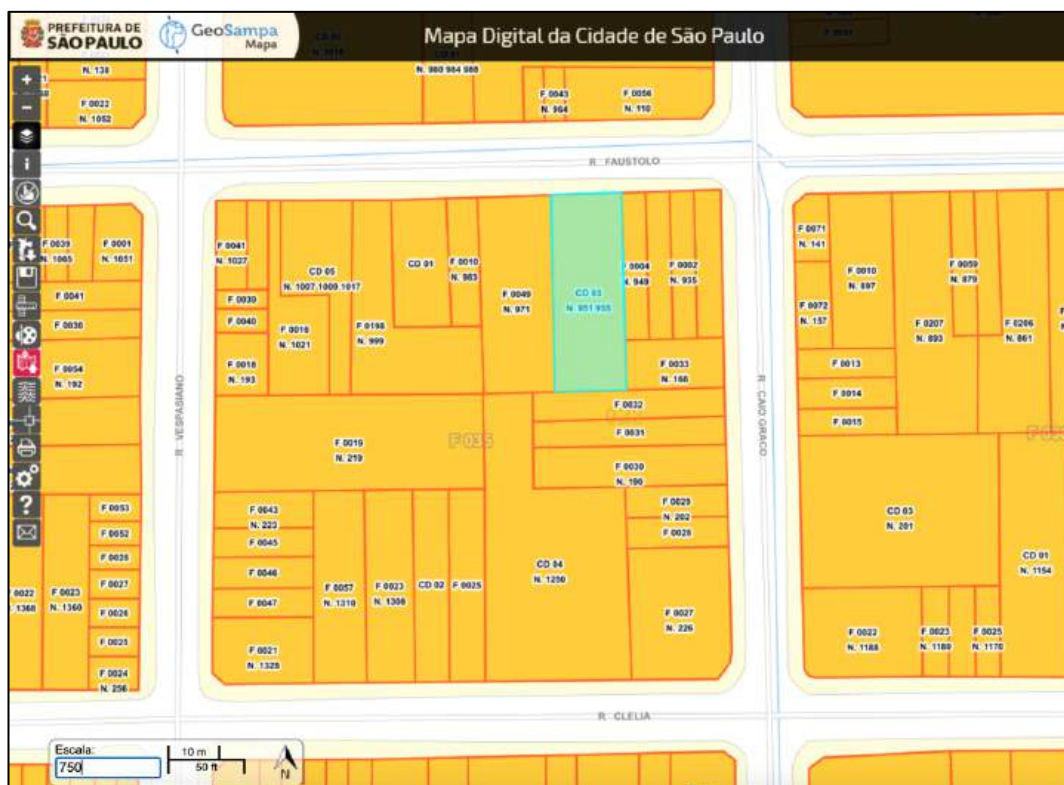 PREFEITURA DE
SÃO PAULO
GeoSampa
Mapa
Mapa Digital da Cidade de São Paulo
N. 138
F 0022
N. 1052
N. 980 984 988
F 0043
N. 964
F 0056
N. 110
R. FAUSTOLO
F 0039
N. 1065
F 0001
N. 1051
F 0041
F 0036
F 0054
N. 192
R. VESPASIANO
F 0041
N. 1027
F 0039
F 0040
F 0018
N. 193
CD 05
N. 1007,1009,1017
F 0016
N. 1021
F 0198
N. 999
CD 01
F 0010
N. 983
F 0049
N. 971
CD 03
N. 951 955
F 0004
N. 949
F 0002
N. 935
F 0033
N. 166
F 0032
F 0031
F 0030
N. 190
F 0019
N. 219
F 035
R. CAIO GRACO
F 0071
N. 141
F 0072
N. 157
F 0010
N. 897
F 0059
N. 879
F 0207
N. 893
F 0206
N. 861
F 0013
F 0014
F 0015
CD 03
N. 201
CD 01
N. 1154
F 0022
N. 1188
F 0023
N. 1180
F 0025
N. 1170
F 0053
F 0052
F 0028
F 0027
F 0026
F 0025
F 0024
N. 256
F 0022
N. 1368
F 0023
N. 1360
F 0043
N. 223
F 0045
F 0046
F 0047
F 0021
N. 1328
F 0057
N. 1310
F 0023
N. 1306
CD 02
F 0025
CD 04
N. 1250
F 0029
N. 202
F 0028
F 0027
N. 226
R. CLELIA
Escala:
750
10 m
50 ft
N